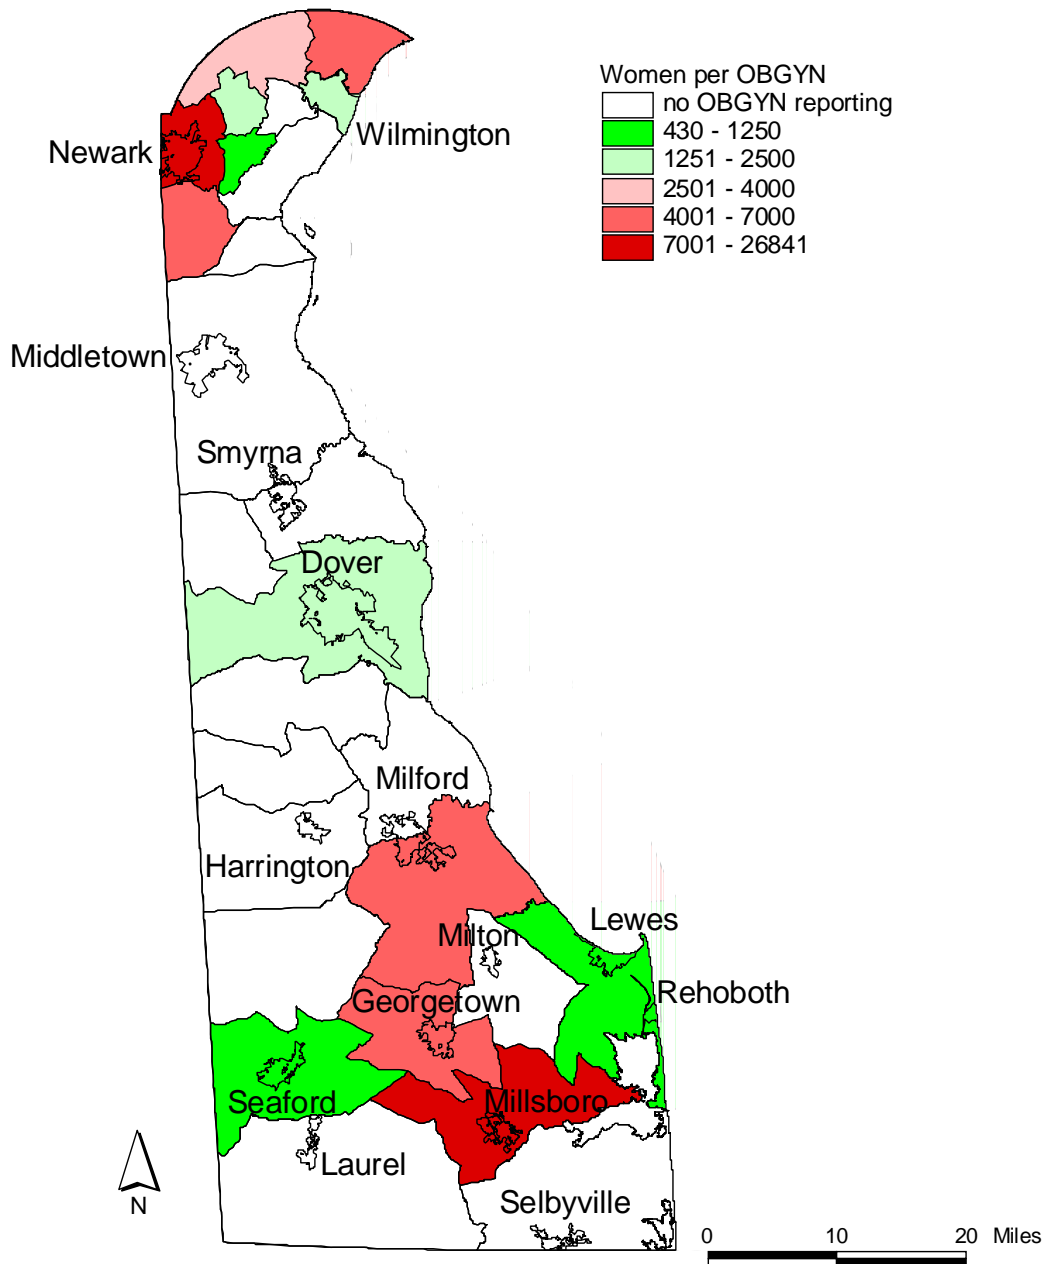 Women per OBGYN
no OBGYN reporting
430 - 1250
1251 - 2500
2501 - 4000
4001 - 7000
7001 - 26841
Wilmington
Newark
Middletown
Smyrna
Dover
Milford
Harrington
Lewes
Milton
Rehoboth
Georgetown
Seaford
Millsboro
Laurel
N
Selbyville
0 10 20 Miles